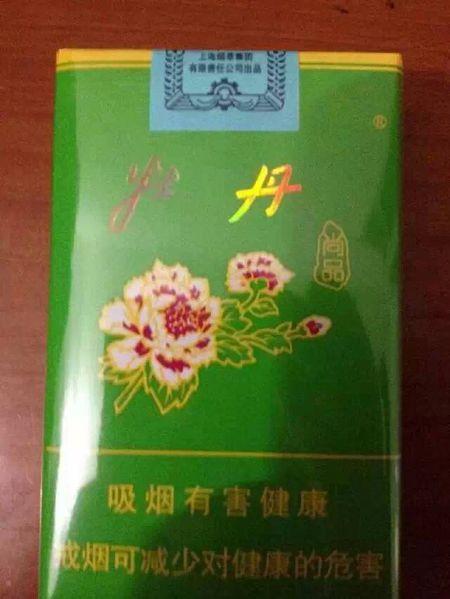 上海烟草集团
有限责任公司出品
®
牡丹
尚品
吸烟有害健康
戒烟可减少对健康的危害